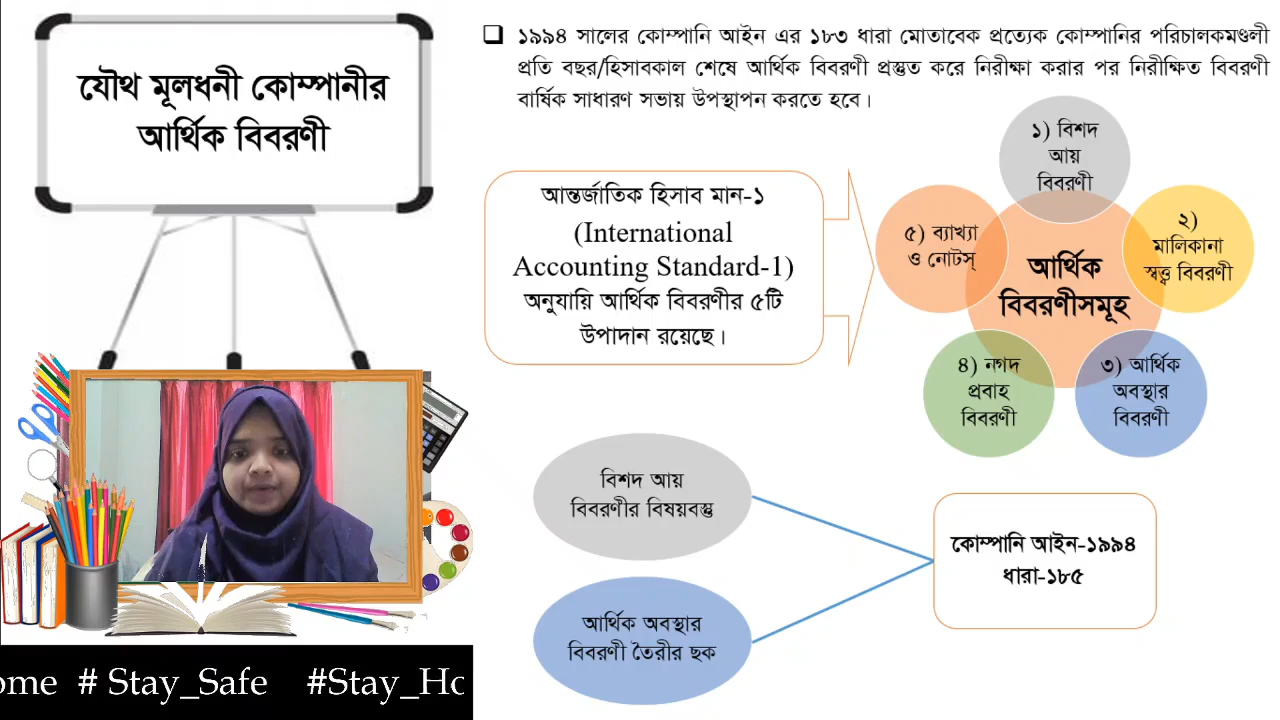 যৌথ মূলধনী কোম্পানীর
আর্থিক বিবরণী
১৯৯৪ সালের কোম্পানি আইন এর ১৮৩ ধারা মোতাবেক প্রত্যেক কোম্পানির পরিচালকমণ্ডলী
প্রতি বছর/হিসাবকাল শেষে আর্থিক বিবরণী প্রস্তুত করে নিরীক্ষা করার পর নিরীক্ষিত বিবরণী
বার্ষিক সাধারণ সভায় উপস্থাপন করতে হবে।
আন্তর্জাতিক হিসাব মান-১
(International
Accounting Standard-1)
অনুযায়ি আর্থিক বিবরণীর ৫টি
উপাদান রয়েছে।
১) বিশদ
আয়
বিবরণী
২)
মালিকানা
স্বত্ত্ব বিবরণী
৩) আর্থিক
অবস্থার
বিবরণী
৪) নগদ
প্রবাহ
বিবরণী
৫) ব্যাখ্যা
ও নোটস্
আর্থিক
বিবরণীসমূহ
বিশদ আয়
বিবরণীর বিষয়বস্তু
আর্থিক অবস্থার
বিবরণী তৈরীর ছক
কোম্পানি আইন-১৯৯৪
ধারা-১৮৫
ome # Stay_Safe #Stay_Ho